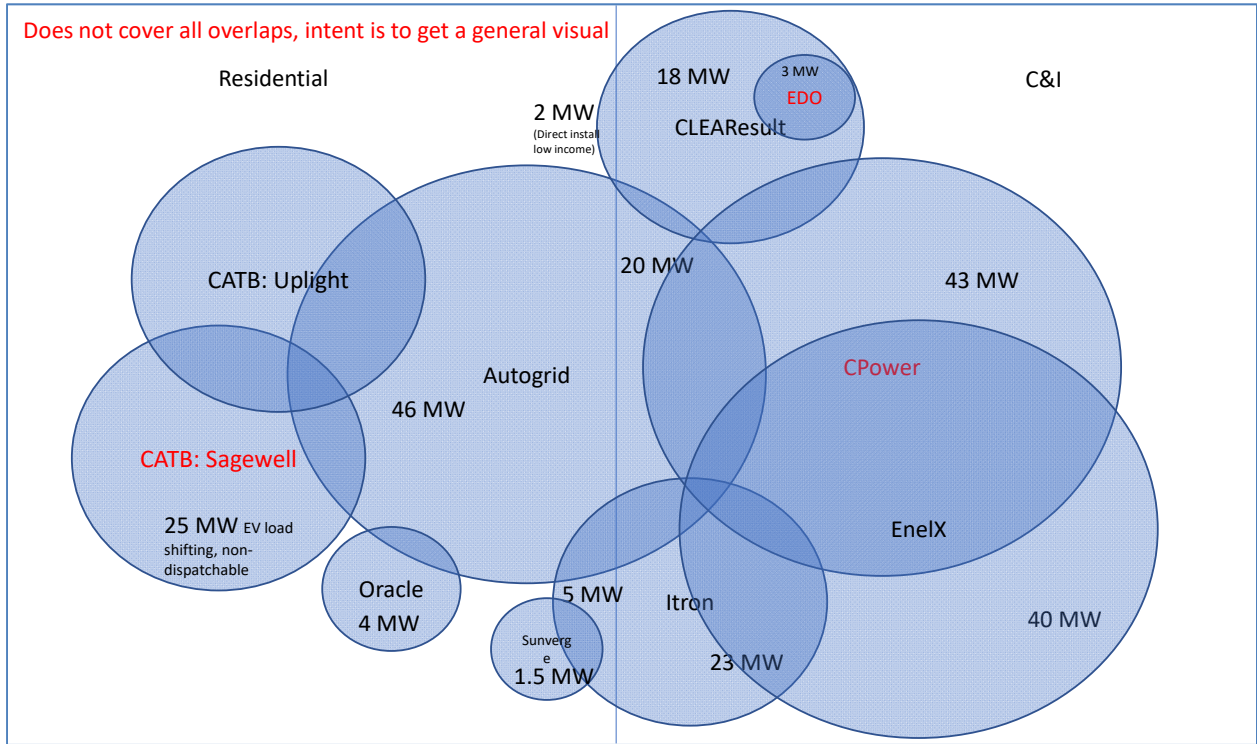 Does not cover all overlaps, intent is to get a general visual
Residential
C&I
18 MW
3 MW
EDO
2 MW
(Direct install
low income)
CLEAResult
CATB: Uplight
20 MW
43 MW
Autogrid
46 MW
CPower
CATB: Sagewell
25 MW EV load
shifting, non-
dispatchable
EnelX
Oracle
4 MW
5 MW
Itron
40 MW
Sunverg
e
1.5 MW
23 MW